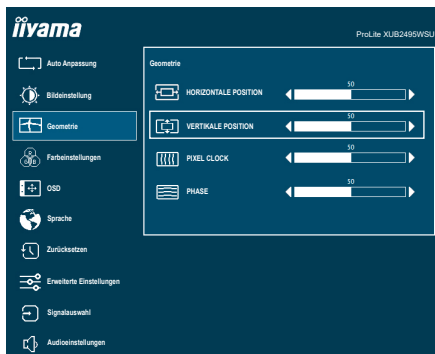 iiyama
ProLite XUB2495WSU
Auto Anpassung
Bildeinstellung
Geometrie
Farbeinstellungen
OSD
Sprache
Zurücksetzen
Erweiterte Einstellungen
Signalauswahl
Audioeinstellungen
Geometrie
HORIZONTALE POSITION
50
VERTIKALE POSITION
50
PIXEL CLOCK
50
PHASE
50